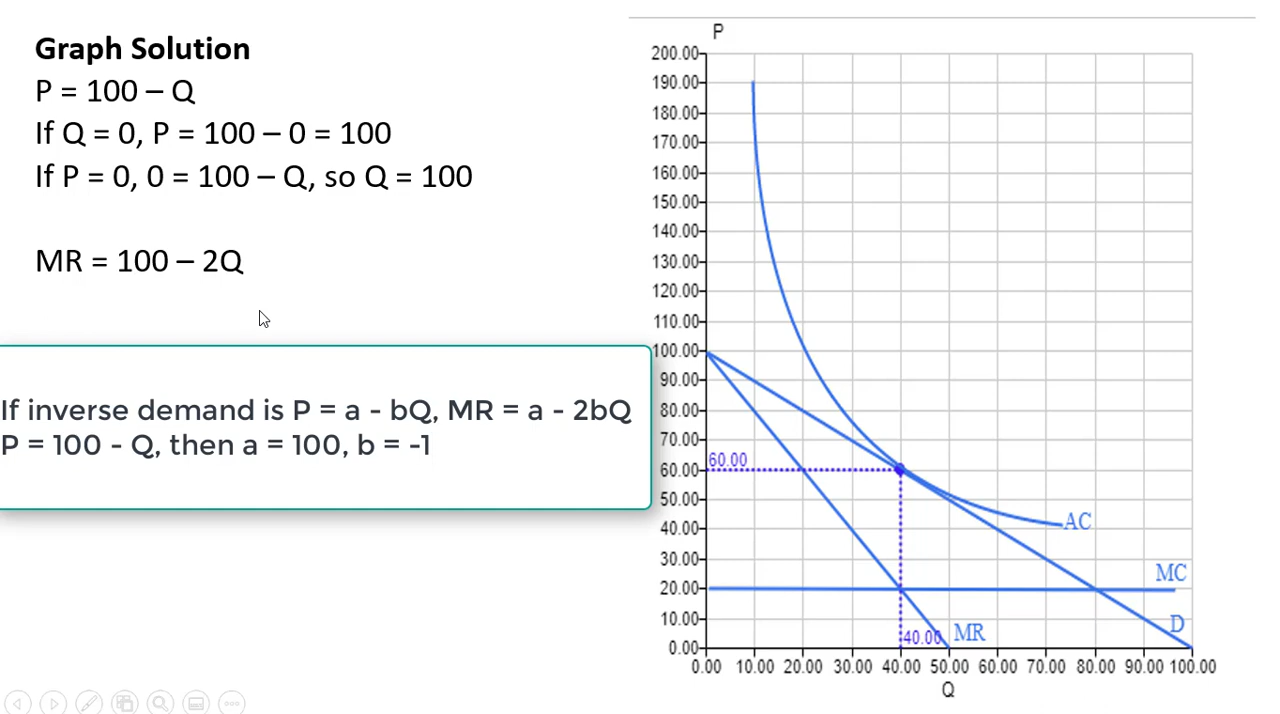 Graph Solution
P = 100 – Q
If Q = 0, P = 100 – 0 = 100
If P = 0, 0 = 100 – Q, so Q = 100
MR = 100 – 2Q
If inverse demand is P = a - bQ, MR = a - 2bQ
P = 100 - Q, then a = 100, b = -1
P
200.00
190.00
180.00
170.00
160.00
150.00
140.00
130.00
120.00
110.00
100.00
90.00
80.00
70.00
60.00
60.00
50.00
40.00
AC
30.00
MC
20.00
10.00
D
40.00
MR
0.00
0.00 10.00 20.00 30.00 40.00 50.00 60.00 70.00 80.00 90.00 100.00
Q